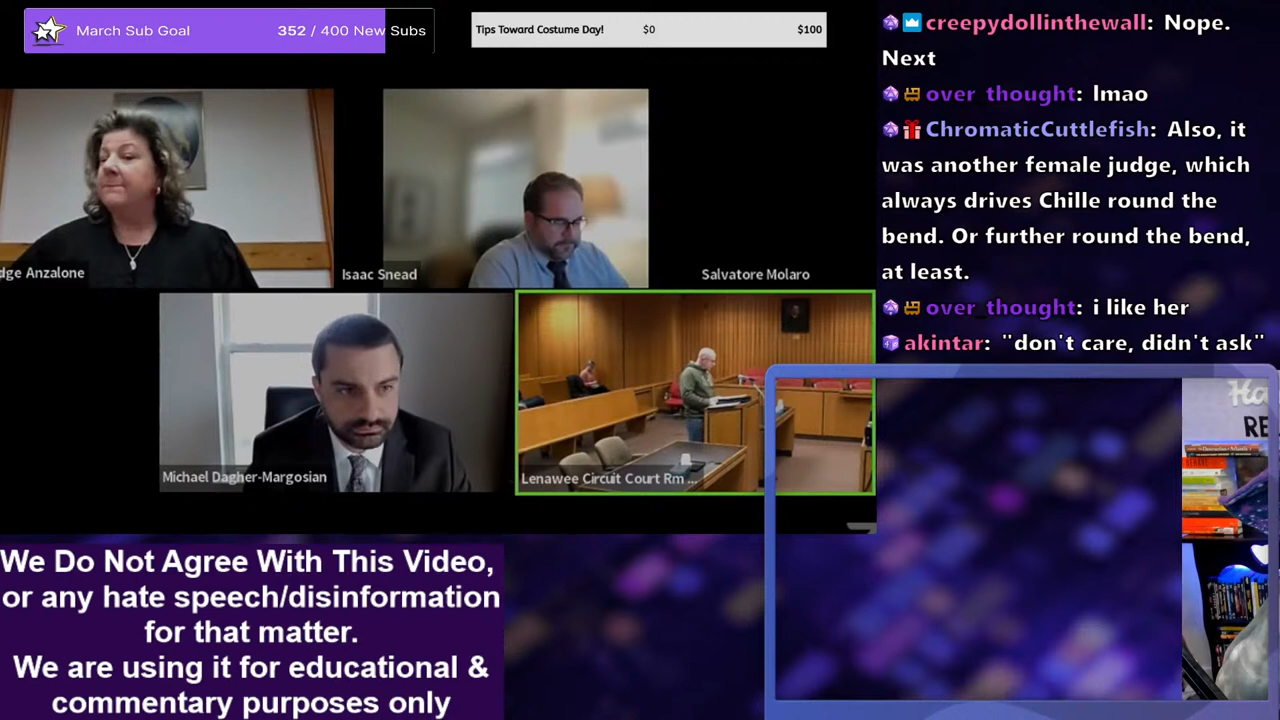 March Sub Goal 352 / 400 New Subs
Tips Toward Costume Day! $0 $100
dge Anzalone
Isaac Snead
Salvatore Molaro
Michael Dagher-Margosian
Lenawee Circuit Court Rm ...
We Do Not Agree With This Video,
or any hate speech/disinformation
for that matter.
We are using it for educational &
commentary purposes only
creepydollinthewall: Nope.
Next
over_thought: lmao
ChromaticCuttlefish: Also, it
was another female judge, which
always drives Chille round the
bend. Or further round the bend,
at least.
over_thought: i like her
akintar: "don't care, didn't ask"
Ha
RE